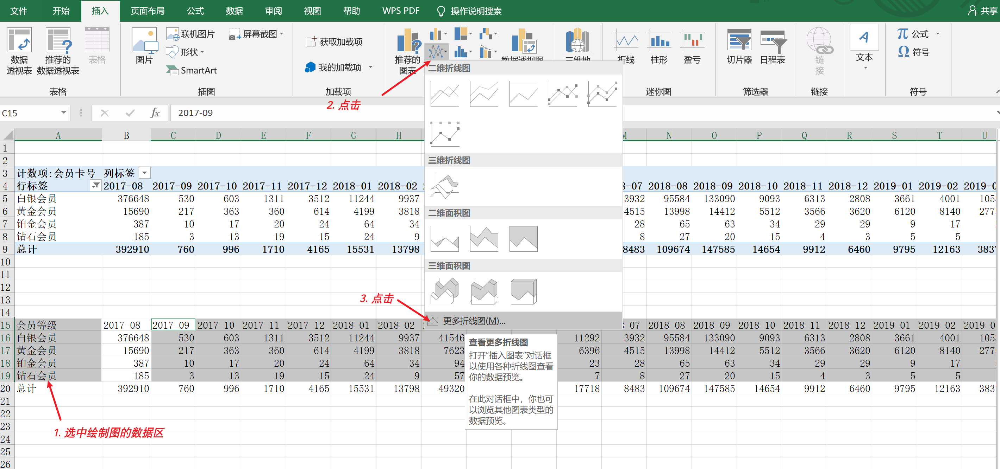 文件 开始 插入 页面布局 公式 数据 审阅 视图 帮助 WPS PDF 操作说明搜索 共享
数据
透视表
推荐的
数据透视表
表格
表格
图片
联机图片
形状
SmartArt
屏幕截图
插图
获取加载项
我的加载项
加载项
推荐的
图表
数据透视图
三维地
折线 柱形 盈亏
迷你图
切片器 日程表
筛选器
链
接
链接
文本
公式
符号
符号
2. 点击
C15 fx 2017-09
二维折线图
三维折线图
二维面积图
三维面积图
3. 点击
更多折线图(M)...
查看更多折线图
打开“插入图表”对话框
以使用各种折线图查看
你的数据预览。
在此对话框中，你也可
以浏览其他图表类型的
数据预览。
A B C D E F G H M N O P Q R S T U
1
2
3 计数项:会员卡号 列标签
4 行标签 2017-08 2017-09 2017-10 2017-11 2017-12 2018-01 2018-02 8-07 2018-08 2018-09 2018-10 2018-11 2018-12 2019-01 2019-02 2019-0
5 白银会员 376648 530 603 1311 3512 11244 9937 3932 95584 133090 9093 6313 2808 3661 4001 105
6 黄金会员 15690 217 363 360 614 4199 3818 4515 13998 14412 5512 3566 3620 6120 8140 277
7 铂金会员 387 10 17 20 24 64 34 28 65 63 34 29 29 9 17
8 钻石会员 185 3 13 19 15 24 9 8 27 20 15 4 3 5 5
9 总计 392910 760 996 1710 4165 15531 13798 8483 109674 147585 14654 9912 6460 9795 12163 383
10
11
12
13
14
15 会员等级 2017-08 2017-09 2017-10 2017-11 2017-12 2018-01 2018-02 8-07 2018-08 2018-09 2018-10 2018-11 2018-12 2019-01 2019-02 2019-0
16 白银会员 376648 530 603 1311 3512 11244 9937 41546 11292 3932 95584 133090 9093 6313 2808 3661 4001 105
17 黄金会员 15690 217 363 360 614 4199 3818 7623 6396 4515 13998 14412 5512 3566 3620 6120 8140 277
18 铂金会员 387 10 17 20 24 64 34 94 23 28 65 63 34 29 29 9 17
19 钻石会员 185 3 13 19 15 24 9 57 7 8 27 20 15 4 3 5 5
20 总计 392910 760 996 1710 4165 15531 13798 49320 17718 8483 109674 147585 14654 9912 6460 9795 12163 383
21
22
23
24
25
26
1. 选中绘制图的数据区